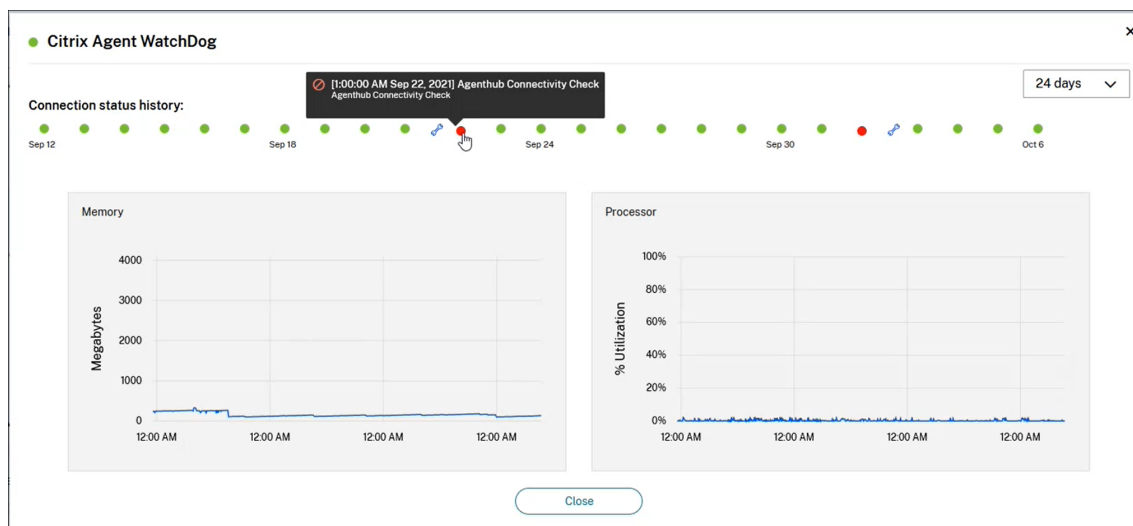 Citrix Agent WatchDog
[1:00:00 AM Sep 22, 2021] Agenthub Connectivity Check
Agenthub Connectivity Check
24 days
Connection status history:
Sep 12
Sep 18
Sep 24
Sep 30
Oct 6
Memory
Megabytes
4000
3000
2000
1000
0
12:00 AM
12:00 AM
12:00 AM
12:00 AM
Processor
% Utilization
100%
80%
60%
40%
20%
0%
12:00 AM
12:00 AM
12:00 AM
12:00 AM
Close